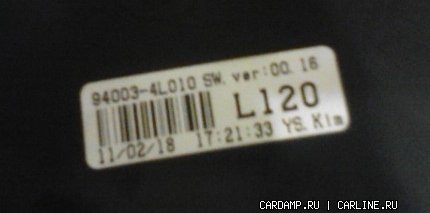 94003-4L010 SW. ver:00.16
L120
11/02/18 17:21:33 YS.Kim
CARDAMP.RU | CARLINE.RU